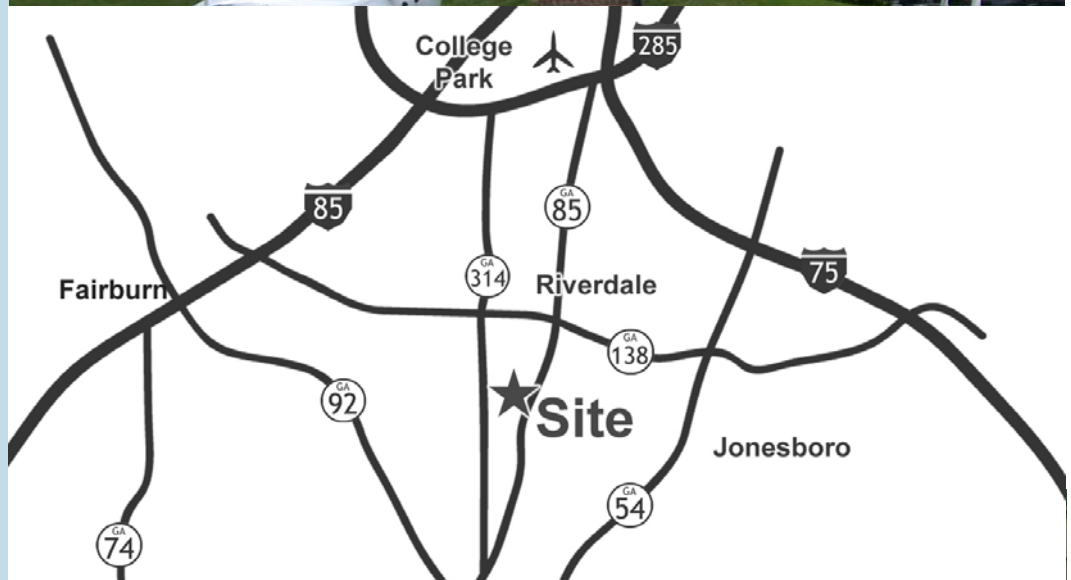 College
Park
285
85
GA
85
Fairburn
GA
314
Riverdale
75
GA
138
GA
92
Site
Jonesboro
GA
54
GA
74